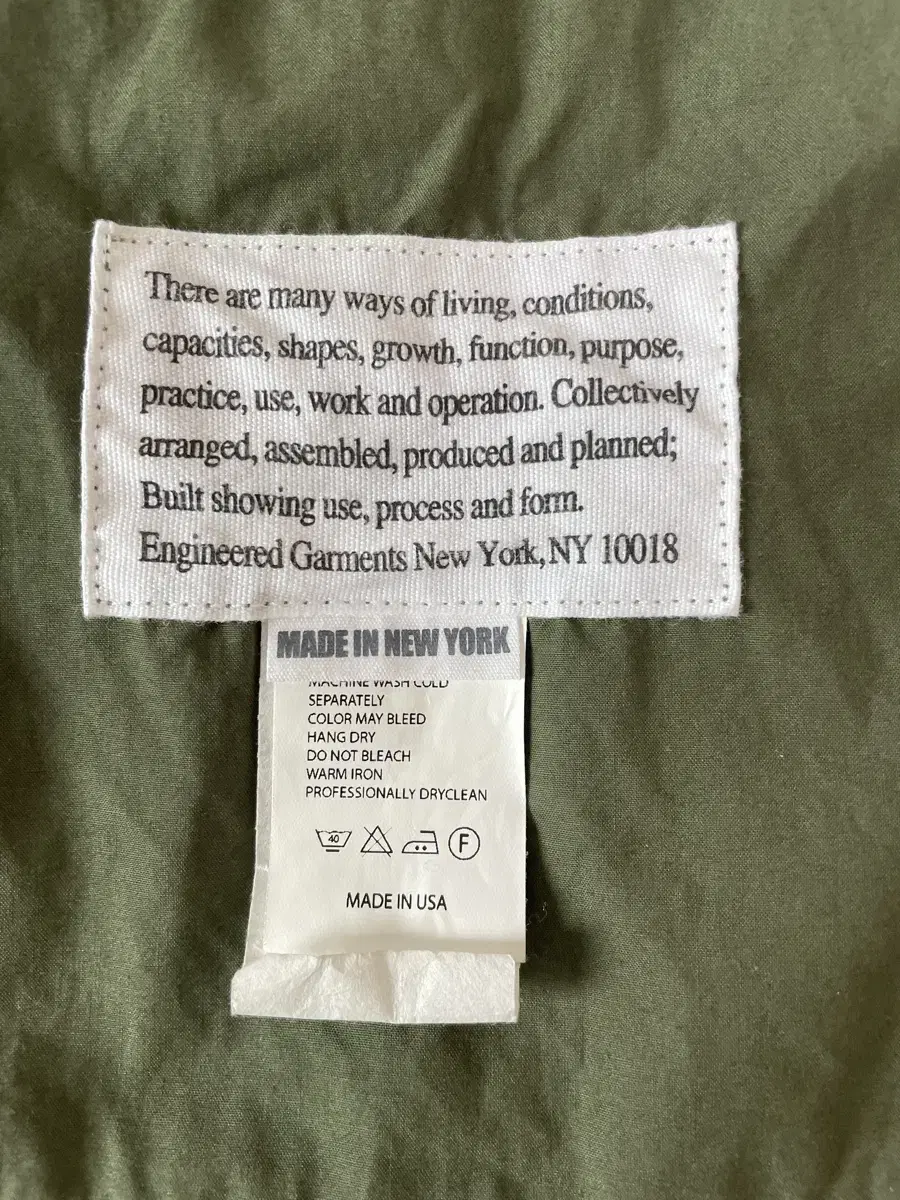 There are many ways of living, conditions,
capacities, shapes, growth, function, purpose,
practice, use, work and operation. Collectively
arranged, assembled, produced and planned;
Built showing use, process and form.
Engineered Garments New York, NY 10018
MADE IN NEW YORK
MACHINE WASH COLD
SEPARATELY
COLOR MAY BLEED
HANG DRY
DO NOT BLEACH
WARM IRON
PROFESSIONALLY DRYCLEAN
40 F
MADE IN USA